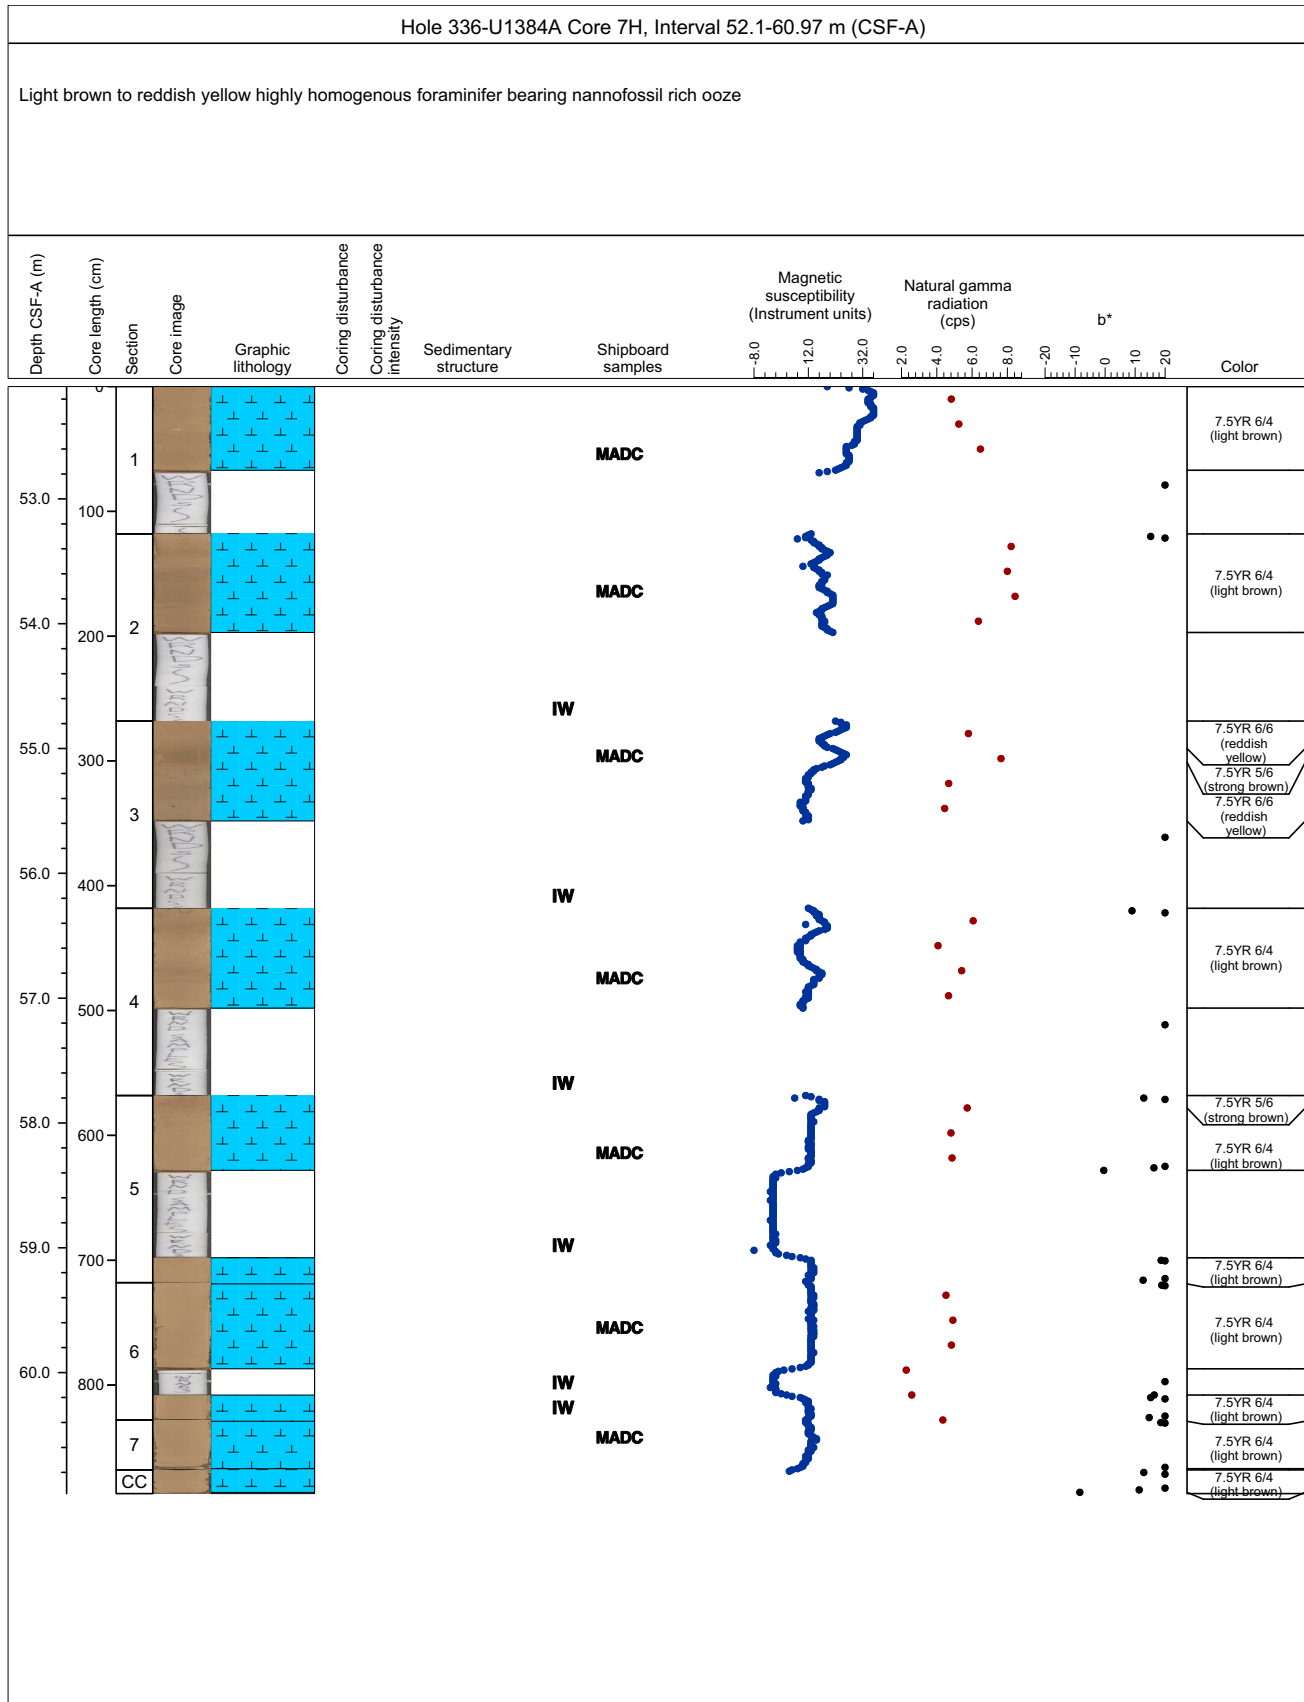 Hole 336-U1384A Core 7H, Interval 52.1-60.97 m (CSF-A)
Light brown to reddish yellow highly homogenous foraminifer bearing nannofossil rich ooze
Depth CSF-A (m)
Core length (cm)
Section
Core image
Graphic
lithology
Coring disturbance
Coring disturbance
intensity
Sedimentary
structure
Shipboard
samples
Magnetic
susceptibility
(Instrument units)
-8.0
12.0
32.0
Natural gamma
radiation
(cps)
2.0
4.0
6.0
8.0
b*
-20
-10
0
10
20
Color
0
1
MADC
7.5YR 6/4
(light brown)
53.0
100
2
MADC
7.5YR 6/4
(light brown)
54.0
200
IW
7.5YR 6/6
(reddish
yellow)
55.0
300
MADC
7.5YR 5/6
(strong brown)
7.5YR 6/6
(reddish
yellow)
3
56.0
400
IW
7.5YR 6/4
(light brown)
MADC
57.0
4
500
IW
7.5YR 5/6
(strong brown)
58.0
600
MADC
7.5YR 6/4
(light brown)
5
59.0
IW
700
7.5YR 6/4
(light brown)
MADC
7.5YR 6/4
(light brown)
6
60.0
800
IW
IW
7.5YR 6/4
(light brown)
7
MADC
7.5YR 6/4
(light brown)
CC
7.5YR 6/4
(light brown)